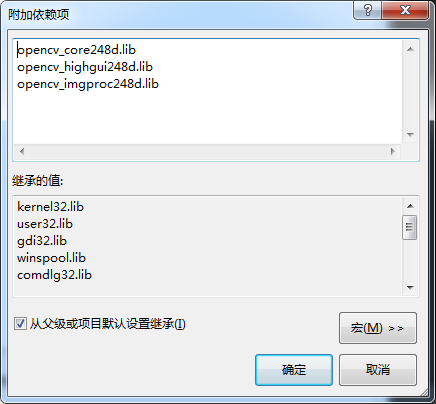 附加依赖项
opencv_core248d.lib
opencv_highgui248d.lib
opencv_imgproc248d.lib
继承的值:
kernel32.lib
user32.lib
gdi32.lib
winspool.lib
comdlg32.lib
从父级或项目默认设置继承(I)
宏(M) >>
确定
取消